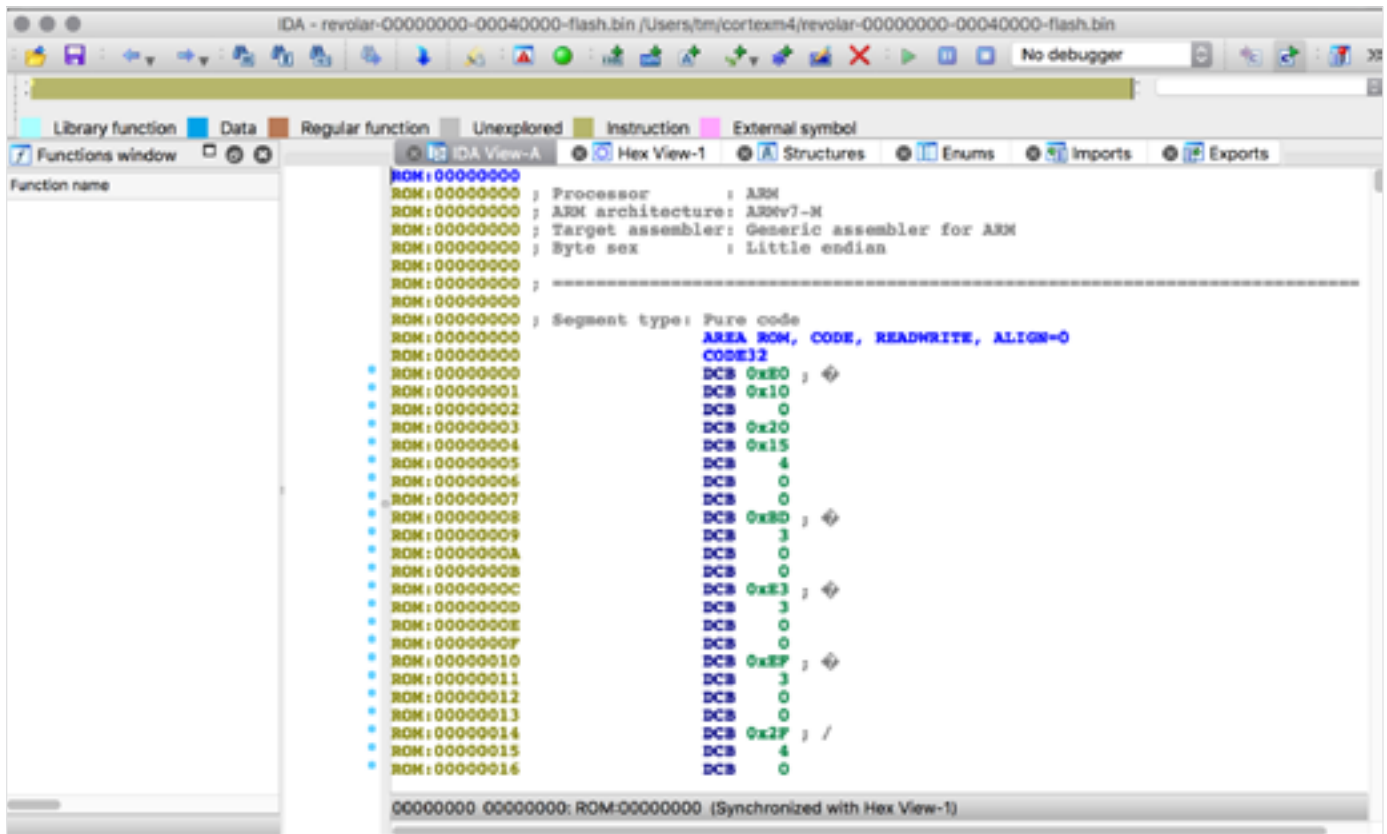 IDA - revolar-00000000-00040000-flash.bin /Users/tm/cortexm4/revolar-00000000-00040000-flash.bin
No debugger
Library function Data Regular function Unexplored Instruction External symbol
Functions window IDA View-A Hex View-1 Structures Enums Imports Exports
Function name
ROM:00000000
ROM:00000000 ; Processor : ARM
ROM:00000000 ; ARM architecture: ARMv7-M
ROM:00000000 ; Target assembler: Generic assembler for ARM
ROM:00000000 ; Byte sex : Little endian
ROM:00000000
ROM:00000000 ; ===========================================================================
ROM:00000000
ROM:00000000 ; Segment type: Pure code
ROM:00000000 AREA ROM, CODE, READWRITE, ALIGN=0
ROM:00000000 CODE32
ROM:00000000 DCB 0xE0 ; �
ROM:00000001 DCB 0x10
ROM:00000002 DCB 0
ROM:00000003 DCB 0x20
ROM:00000004 DCB 0x15
ROM:00000005 DCB 4
ROM:00000006 DCB 0
ROM:00000007 DCB 0
ROM:00000008 DCB 0xBD ; �
ROM:00000009 DCB 3
ROM:0000000A DCB 0
ROM:0000000B DCB 0
ROM:0000000C DCB 0xE3 ; �
ROM:0000000D DCB 3
ROM:0000000E DCB 0
ROM:0000000F DCB 0
ROM:00000010 DCB 0xEF ; �
ROM:00000011 DCB 3
ROM:00000012 DCB 0
ROM:00000013 DCB 0
ROM:00000014 DCB 0x2F ; /
ROM:00000015 DCB 4
ROM:00000016 DCB 0
00000000 00000000: ROM:00000000 (Synchronized with Hex View-1)